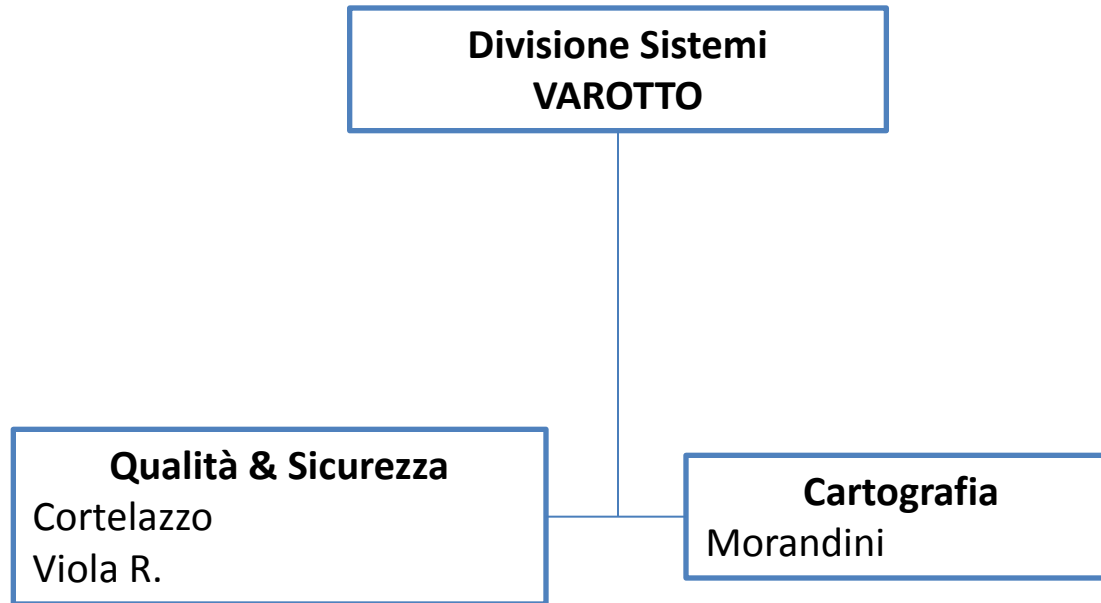 Divisione Sistemi
VAROTTO
Qualità & Sicurezza
Cortelazzo
Viola R.
Cartografia
Morandini